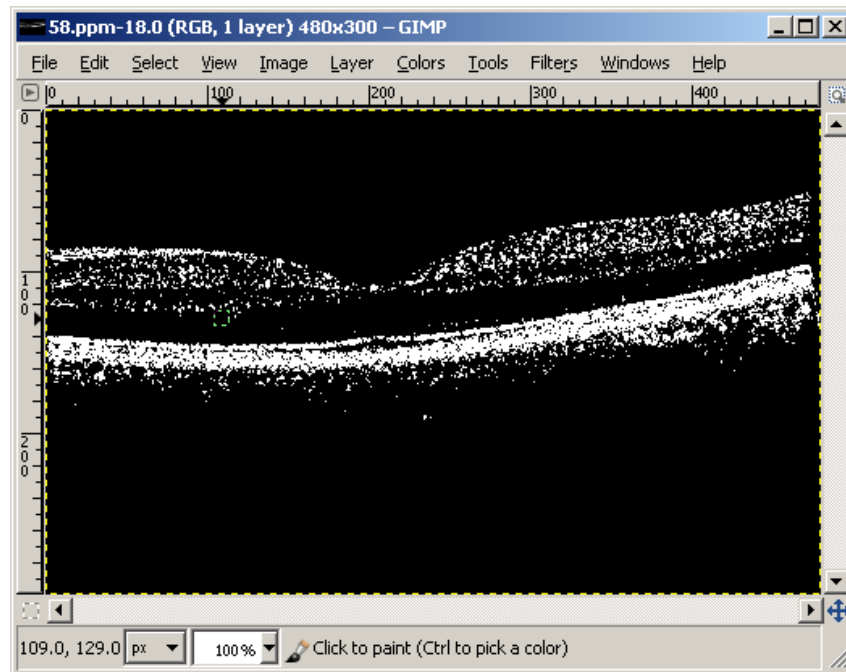 58.ppm-18.0 (RGB, 1 layer) 480x300 – GIMP
File Edit Select View Image Layer Colors Tools Filters Windows Help
0 100 200 300 400
0
100
200
109.0, 129.0 px 100% Click to paint (Ctrl to pick a color)